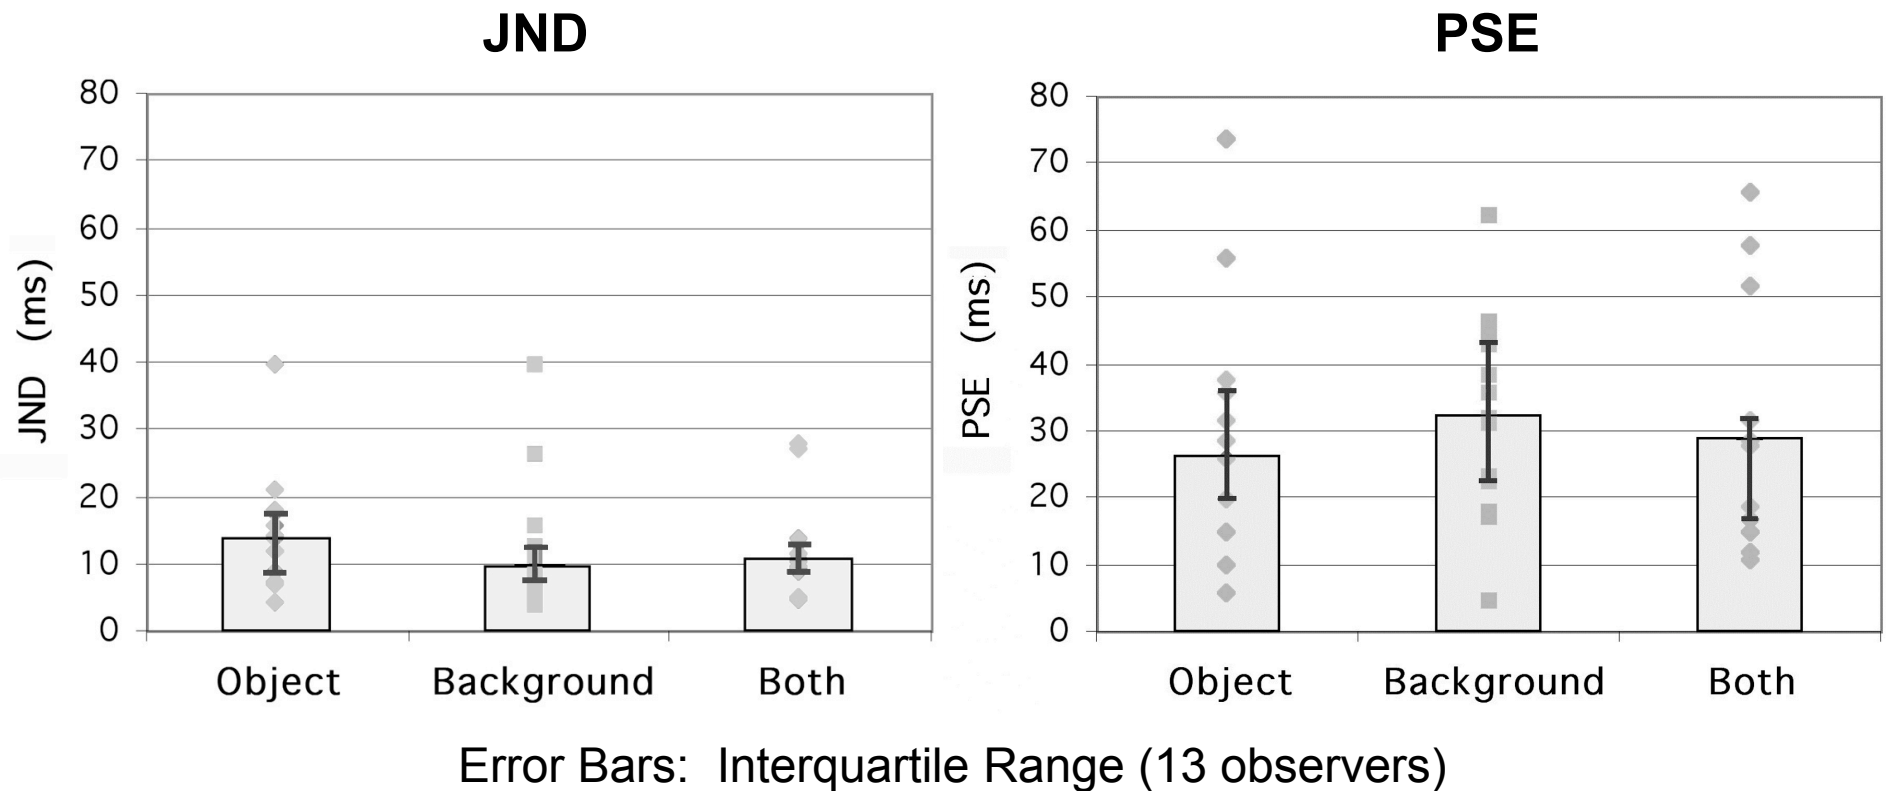 JND
PSE
80
70
60
50
40
30
20
10
0
JND (ms)
Object Background Both
80
70
60
50
40
30
20
10
0
PSE (ms)
Object Background Both
Error Bars: Interquartile Range (13 observers)